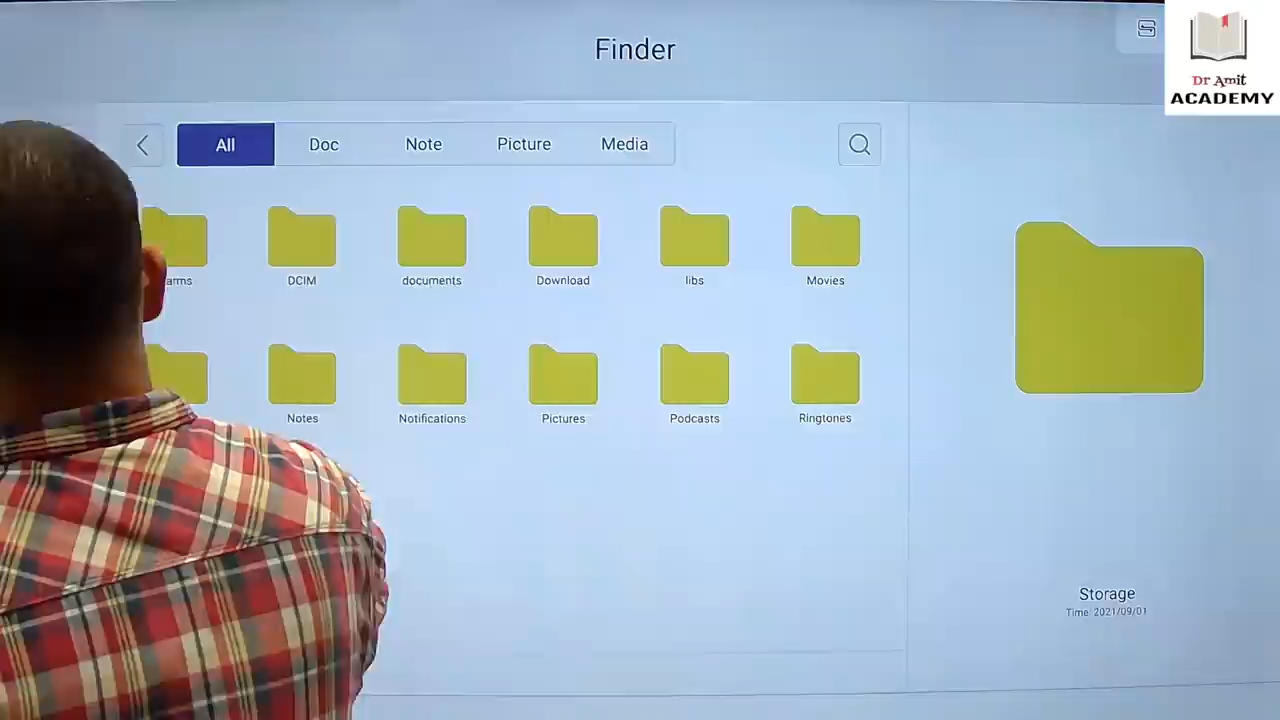 Finder
Dr Amit
ACADEMY
All
Doc
Note
Picture
Media
DCIM
documents
Download
libs
Movies
Notes
Notifications
Pictures
Podcasts
Ringtones
Storage
Time: 2021/09/01